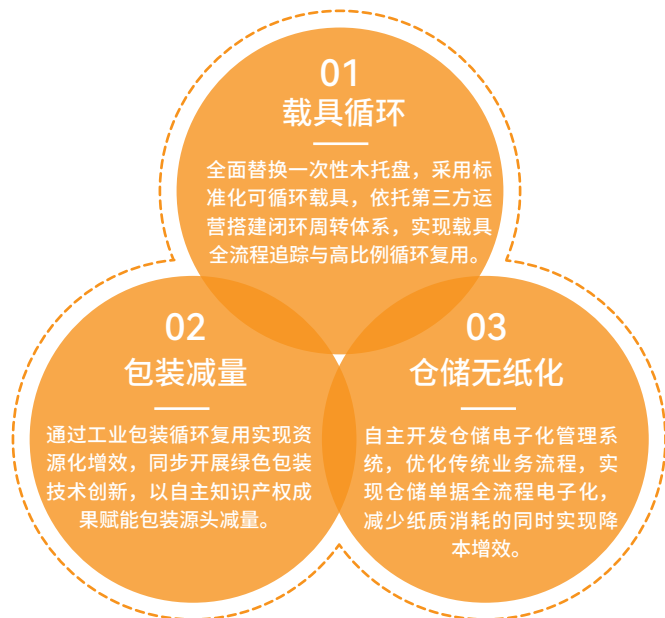 01
载具循环
全面替换一次性木托盘，采用标
准化可循环载具，依托第三方运
营搭建闭环周转体系，实现载具
全流程追踪与高比例循环复用。
02
包装减量
通过工业包装循环复用实现资
源化增效，同步开展绿色包装
技术创新，以自主知识产权成
果赋能包装源头减量。
03
仓储无纸化
自主开发仓储电子化管理系
统，优化传统业务流程，实
现仓储单据全流程电子化，
减少纸质消耗的同时实现降
本增效。